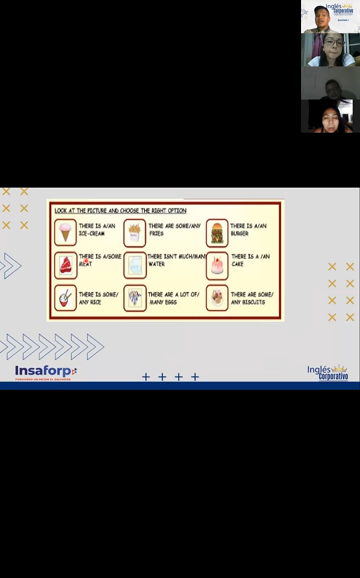 Inglés
Corporativo
LOOK AT THE PICTURE AND CHOOSE THE RIGHT OPTION
THERE IS A/AN
ICE-CREAM
THERE ARE SOME/ANY
FRIES
THERE IS A/AN
BURGER
THERE IS A/SOME
MEAT
THERE ISN'T MUCH/MANY
WATER
THERE IS A /AN
CAKE
THERE IS SOME/
ANY RICE
THERE ARE A LOT OF/
MANY EGGS
THERE ARE SOME/
ANY BISCUITS
Insaforp
Inglés
Corporativo